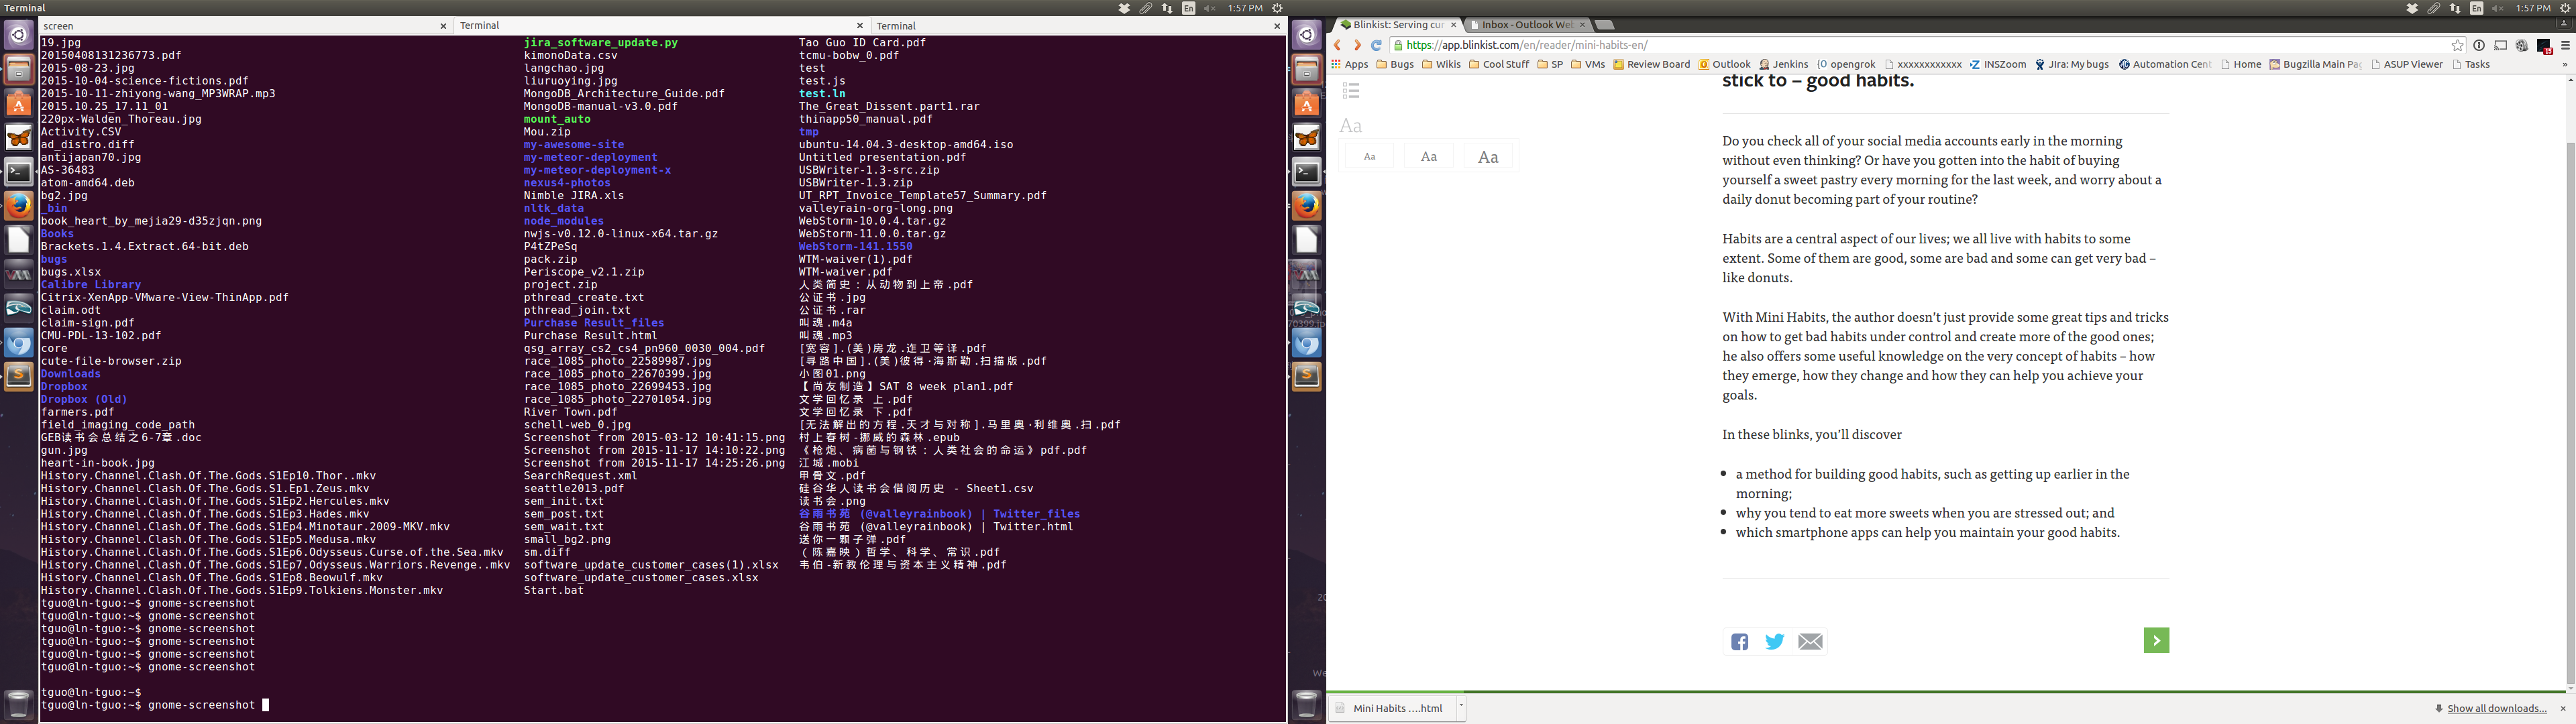 Terminal
En
1:57 PM
screen
Terminal
Terminal
19.jpg
20150408131236773.pdf
2015-08-23.jpg
2015-10-04-science-fictions.pdf
2015-10-11-zhiyong-wang_MP3WRAP.mp3
2015.10.25_17.11_01
220px-Walden_Thoreau.jpg
Activity.CSV
ad_distro.diff
antijapan70.jpg
AS-36483
atom-amd64.deb
bg2.jpg
_bin
book_heart_by_mejia29-d35zjqn.png
Books
Brackets.1.4.Extract.64-bit.deb
bugs
bugs.xlsx
Calibre Library
Citrix-XenApp-VMware-View-ThinApp.pdf
claim.odt
claim-sign.pdf
CMU-PDL-13-102.pdf
core
cute-file-browser.zip
Downloads
Dropbox
Dropbox (Old)
farmers.pdf
field_imaging_code_path
GEB读书会总结之6-7章.doc
gun.jpg
heart-in-book.jpg
History.Channel.Clash.Of.The.Gods.S1Ep10.Thor..mkv
History.Channel.Clash.Of.The.Gods.S1.Ep1.Zeus.mkv
History.Channel.Clash.Of.The.Gods.S1Ep2.Hercules.mkv
History.Channel.Clash.Of.The.Gods.S1Ep3.Hades.mkv
History.Channel.Clash.Of.The.Gods.S1Ep4.Minotaur.2009-MKV.mkv
History.Channel.Clash.Of.The.Gods.S1Ep5.Medusa.mkv
History.Channel.Clash.Of.The.Gods.S1Ep6.Odysseus.Curse.of.the.Sea.mkv
History.Channel.Clash.Of.The.Gods.S1Ep7.Odysseus.Warriors.Revenge..mkv
History.Channel.Clash.Of.The.Gods.S1Ep8.Beowulf.mkv
History.Channel.Clash.Of.The.Gods.S1Ep9.Tolkiens.Monster.mkv
jira_software_update.py
kimonoData.csv
langchao.jpg
liuruoying.jpg
MongoDB_Architecture_Guide.pdf
MongoDB-manual-v3.0.pdf
mount_auto
Mou.zip
my-awesome-site
my-meteor-deployment
my-meteor-deployment-x
nexus4-photos
Nimble JIRA.xls
nltk_data
node_modules
nwjs-v0.12.0-linux-x64.tar.gz
P4tZPeSq
pack.zip
Periscope_v2.1.zip
project.zip
pthread_create.txt
pthread_join.txt
Purchase Result_files
Purchase Result.html
qsg_array_cs2_cs4_pn960_0030_004.pdf
race_1085_photo_22589987.jpg
race_1085_photo_22670399.jpg
race_1085_photo_22699453.jpg
race_1085_photo_22701054.jpg
River Town.pdf
schell-web_0.jpg
Screenshot from 2015-03-12 10:41:15.png
Screenshot from 2015-11-17 14:10:22.png
Screenshot from 2015-11-17 14:25:26.png
SearchRequest.xml
seattle2013.pdf
sem_init.txt
sem_post.txt
sem_wait.txt
small_bg2.png
sm.diff
software_update_customer_cases(1).xlsx
software_update_customer_cases.xlsx
Start.bat
Tao Guo ID Card.pdf
tcmu-bobw_0.pdf
test
test.js
test.ln
The_Great_Dissent.part1.rar
thinapp50_manual.pdf
tmp
ubuntu-14.04.3-desktop-amd64.iso
Untitled presentation.pdf
USBWriter-1.3-src.zip
USBWriter-1.3.zip
UT_RPT_Invoice_Template57_Summary.pdf
valleyrain-org-long.png
WebStorm-10.0.4.tar.gz
WebStorm-11.0.0.tar.gz
WebStorm-141.1550
WTM-waiver(1).pdf
WTM-waiver.pdf
人类简史：从动物到上帝.pdf
公证书.jpg
公证书.rar
叫魂.m4a
叫魂.mp3
[宽容].(美)房龙.迮卫等译.pdf
[寻路中国].(美)彼得·海斯勒.扫描版.pdf
小图01.png
【尚友制造】SAT 8 week plan1.pdf
文学回忆录 上.pdf
文学回忆录 下.pdf
[无法解出的方程.天才与对称].马里奥·利维奥.扫.pdf
村上春树-挪威的森林.epub
《枪炮、病菌与钢铁：人类社会的命运》pdf.pdf
江城.mobi
甲骨文.pdf
硅谷华人读书会借阅历史 - Sheet1.csv
读书会.png
谷雨书苑 (@valleyrainbook) | Twitter_files
谷雨书苑 (@valleyrainbook) | Twitter.html
送你一颗子弹.pdf
（陈嘉映）哲学、科学、常识.pdf
韦伯-新教伦理与资本主义精神.pdf
tguo@ln-tguo:~$ gnome-screenshot
tguo@ln-tguo:~$ gnome-screenshot
tguo@ln-tguo:~$ gnome-screenshot
tguo@ln-tguo:~$ gnome-screenshot
tguo@ln-tguo:~$ gnome-screenshot
tguo@ln-tguo:~$ gnome-screenshot
tguo@ln-tguo:~$
tguo@ln-tguo:~$ gnome-screenshot
En
1:57 PM
Blinkist: Serving cur
Inbox - Outlook We
https://app.blinkist.com/en/reader/mini-habits-en/
Apps Bugs Wikis Cool Stuff SP VMs Review Board Outlook Jenkins opengrok xxxxxxxxxxxx INSZoom JIra: My bugs Automation Cent Home Bugzilla Main Pa ASUP Viewer Tasks
Aa
Aa Aa Aa
stick to – good habits.
Do you check all of your social media accounts early in the morning
without even thinking? Or have you gotten into the habit of buying
yourself a sweet pastry every morning for the last week, and worry about a
daily donut becoming part of your routine?
Habits are a central aspect of our lives; we all live with habits to some
extent. Some of them are good, some are bad and some can get very bad –
like donuts.
With Mini Habits, the author doesn’t just provide some great tips and tricks
on how to get bad habits under control and create more of the good ones;
he also offers some useful knowledge on the very concept of habits – how
they emerge, how they change and how they can help you achieve your
goals.
In these blinks, you’ll discover
• a method for building good habits, such as getting up earlier in the
morning;
• why you tend to eat more sweets when you are stressed out; and
• which smartphone apps can help you maintain your good habits.
Mini Habits ....html
Show all downloads...